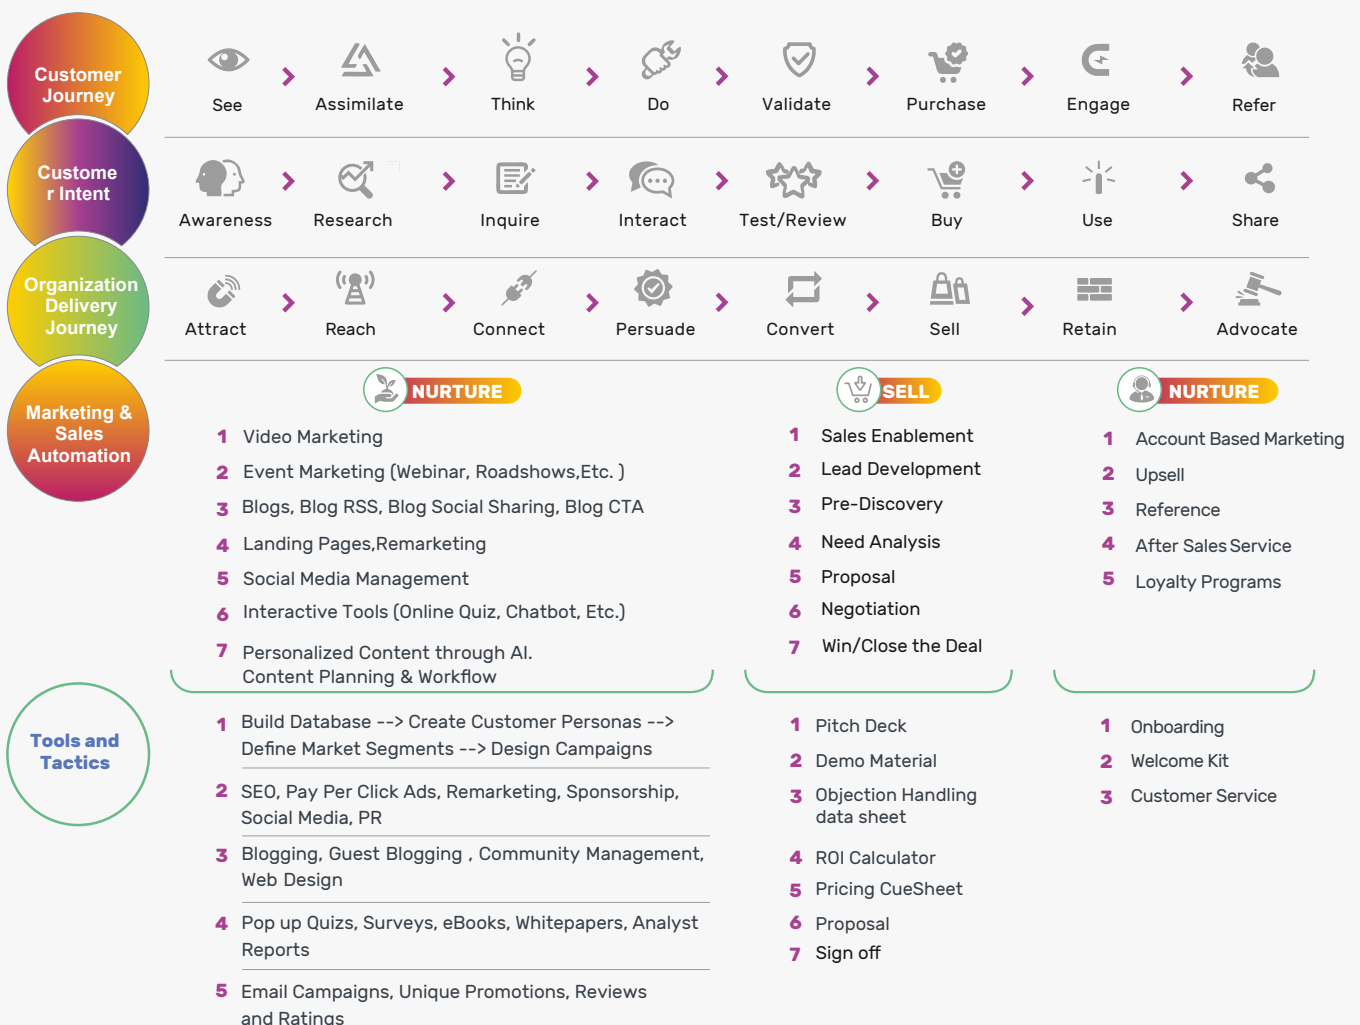 Customer
Journey
See
Assimilate
Think
Do
Validate
Purchase
Engage
Refer
Custome
r Intent
Awareness
Research
Inquire
Interact
Test/Review
Buy
Use
Share
Organization
Delivery
Journey
Attract
Reach
Connect
Persuade
Convert
Sell
Retain
Advocate
Marketing &
Sales
Automation
NURTURE
1 Video Marketing
2 Event Marketing (Webinar, Roadshows,Etc. )
3 Blogs, Blog RSS, Blog Social Sharing, Blog CTA
4 Landing Pages,Remarketing
5 Social Media Management
6 Interactive Tools (Online Quiz, Chatbot, Etc.)
7 Personalized Content through AI.
Content Planning & Workflow
SELL
1 Sales Enablement
2 Lead Development
3 Pre-Discovery
4 Need Analysis
5 Proposal
6 Negotiation
7 Win/Close the Deal
NURTURE
1 Account Based Marketing
2 Upsell
3 Reference
4 After Sales Service
5 Loyalty Programs
Tools and
Tactics
1 Build Database --> Create Customer Personas -->
Define Market Segments --> Design Campaigns
2 SEO, Pay Per Click Ads, Remarketing, Sponsorship,
Social Media, PR
3 Blogging, Guest Blogging , Community Management,
Web Design
4 Pop up Quizs, Surveys, eBooks, Whitepapers, Analyst
Reports
5 Email Campaigns, Unique Promotions, Reviews
and Ratings
1 Pitch Deck
2 Demo Material
3 Objection Handling
data sheet
4 ROI Calculator
5 Pricing CueSheet
6 Proposal
7 Sign off
1 Onboarding
2 Welcome Kit
3 Customer Service